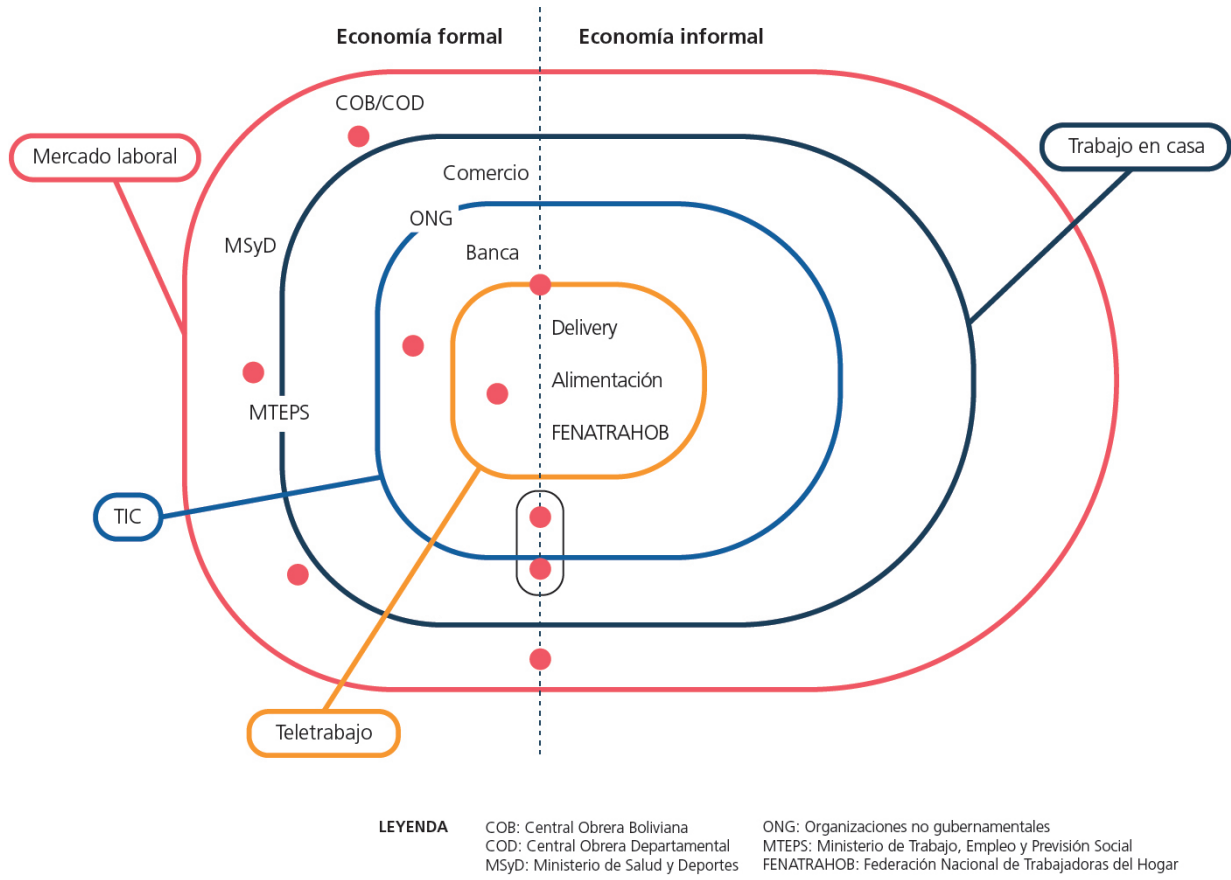 Economía formal
Economía informal
COB/COD
Mercado laboral
Trabajo en casa
Comercio
ONG
MSyD
Banca
Delivery
Alimentación
MTEPS
FENATRAHOB
TIC
Teletrabajo
LEYENDA
COB: Central Obrera Boliviana
COD: Central Obrera Departamental
MSyD: Ministerio de Salud y Deportes
ONG: Organizaciones no gubernamentales
MTEPS: Ministerio de Trabajo, Empleo y Previsión Social
FENATRAHOB: Federación Nacional de Trabajadoras del Hogar